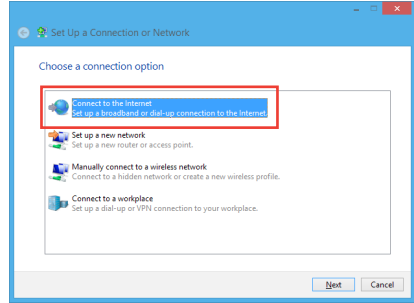 Set Up a Connection or Network
Choose a connection option
Connect to the Internet
Set up a broadband or dial-up connection to the Internet.
Set up a new network
Set up a new router or access point.
Manually connect to a wireless network
Connect to a hidden network or create a new wireless profile.
Connect to a workplace
Set up a dial-up or VPN connection to your workplace.
Next Cancel